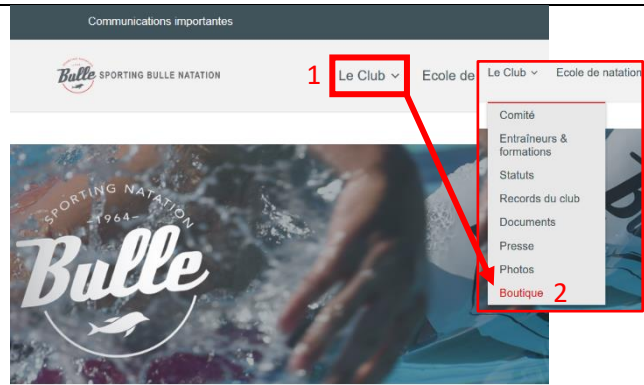 Communications importantes
Bulle SPORTING BULLE NATATION
1
Le Club
Ecole de
Le Club
Ecole de natation
Comité
Entraîneurs &
formations
Statuts
Records du club
Documents
Presse
Photos
Boutique
2
SPORTING NATATION
-1964-
Bulle